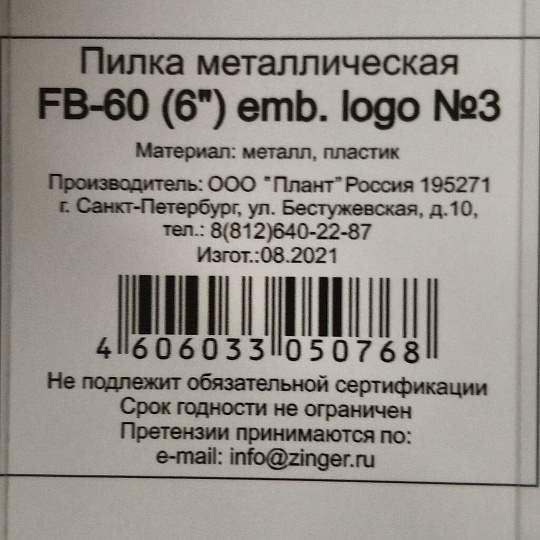 Пилка металлическая
FB-60 (6") emb. logo №3
Материал: металл, пластик
Производитель: ООО "Плант" Россия 195271
г. Санкт-Петербург, ул. Бестужевская, д.10,
тел.: 8(812)640-22-87
Изгот.:08.2021
4 606033 050768
Не подлежит обязательной сертификации
Срок годности не ограничен
Претензии принимаются по:
e-mail: info@zinger.ru